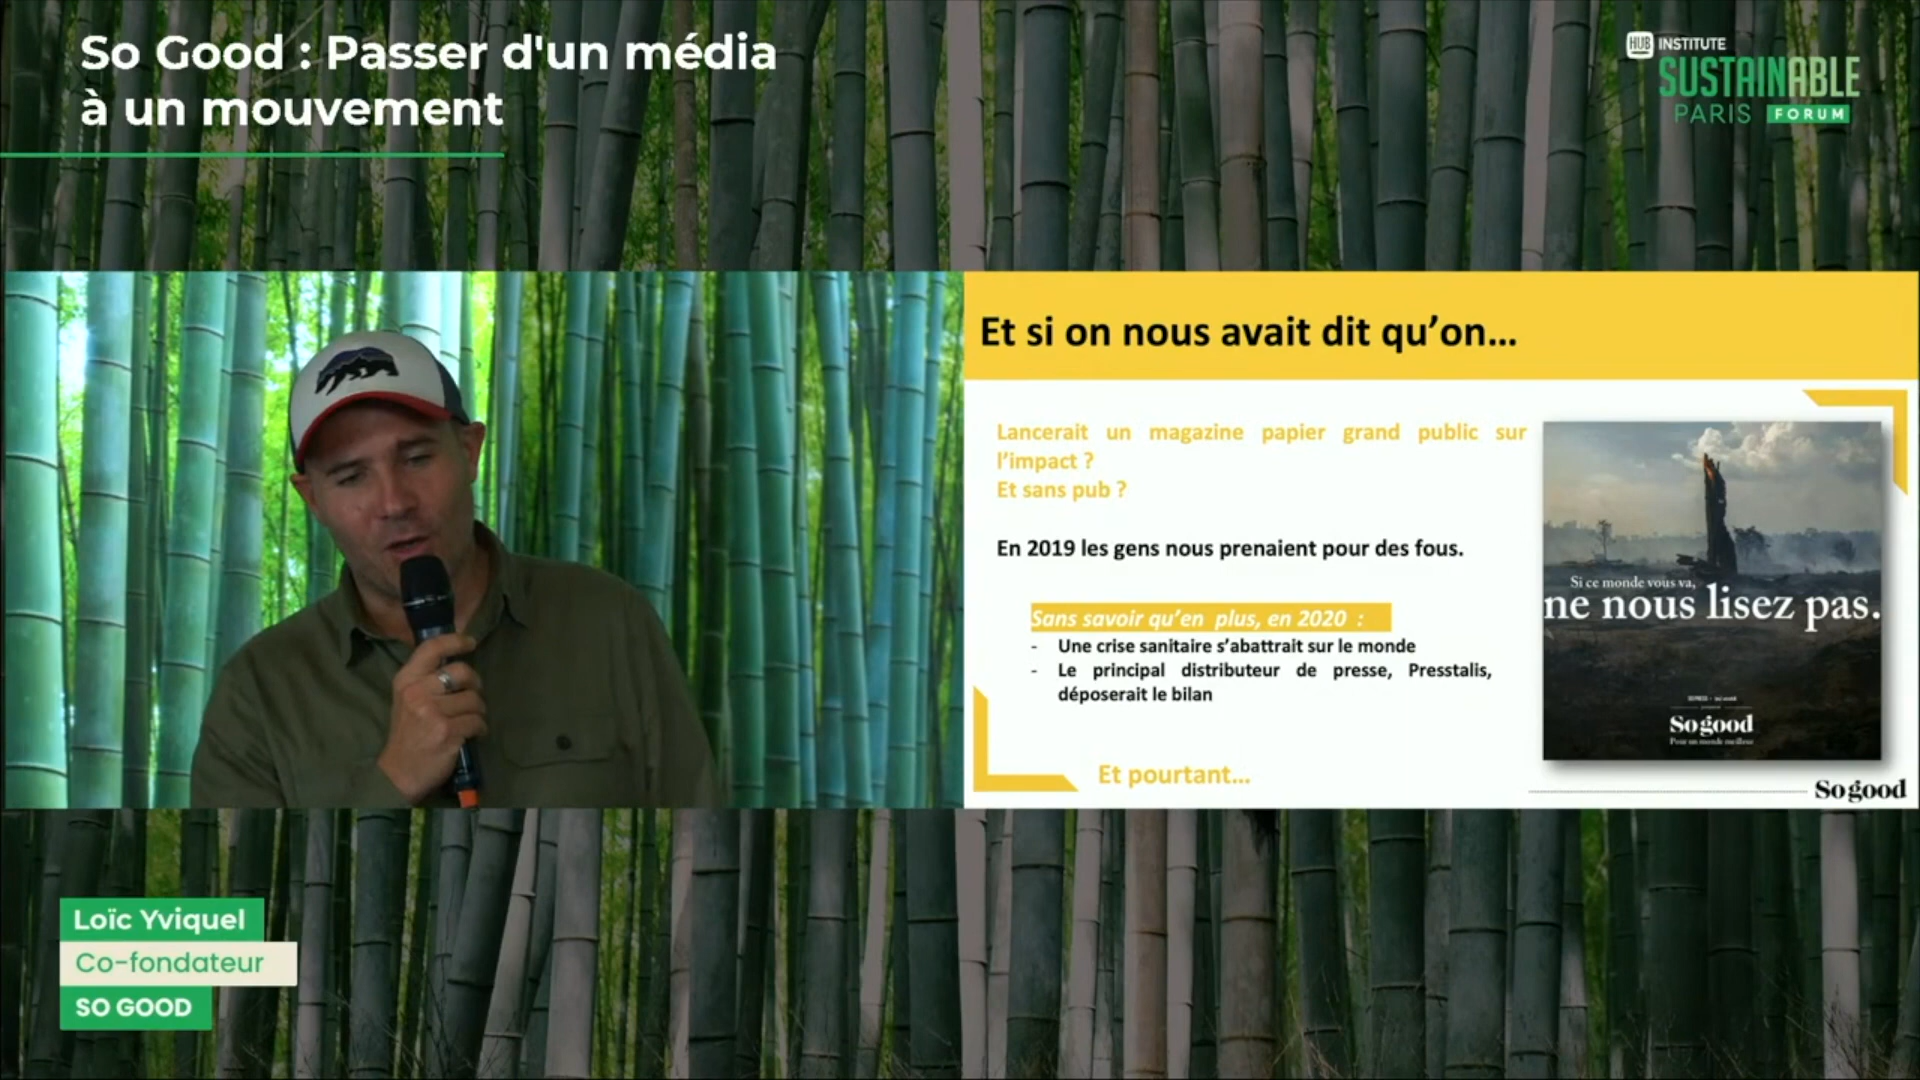 So Good : Passer d'un média
à un mouvement
HUB INSTITUTE
SUSTAINABLE
PARIS FORUM
Et si on nous avait dit qu’on...
Lancerait un magazine papier grand public sur
l’impact ?
Et sans pub ?
En 2019 les gens nous prenaient pour des fous.
Sans savoir qu’en plus, en 2020 :
- Une crise sanitaire s’abattrait sur le monde
- Le principal distributeur de presse, Presstalis,
déposerait le bilan
Et pourtant...
Si ce monde vous va,
ne nous lisez pas.
So good
Pour un monde meilleur
So good
Loïc Yviquel
Co-fondateur
SO GOOD